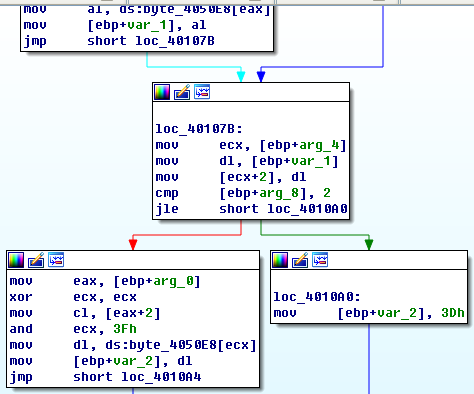 mov     al, ds:byte_4050E8[eax]
mov     [ebp+var_1], al
jmp     short loc_40107B
loc_40107B:
mov     ecx, [ebp+arg_4]
mov     dl, [ebp+var_1]
mov     [ecx+2], dl
cmp     [ebp+arg_8], 2
jle     short loc_4010A0
mov     eax, [ebp+arg_0]
xor     ecx, ecx
mov     cl, [eax+2]
and     ecx, 3Fh
mov     dl, ds:byte_4050E8[ecx]
mov     [ebp+var_2], dl
jmp     short loc_4010A4
loc_4010A0:
mov     [ebp+var_2], 3Dh